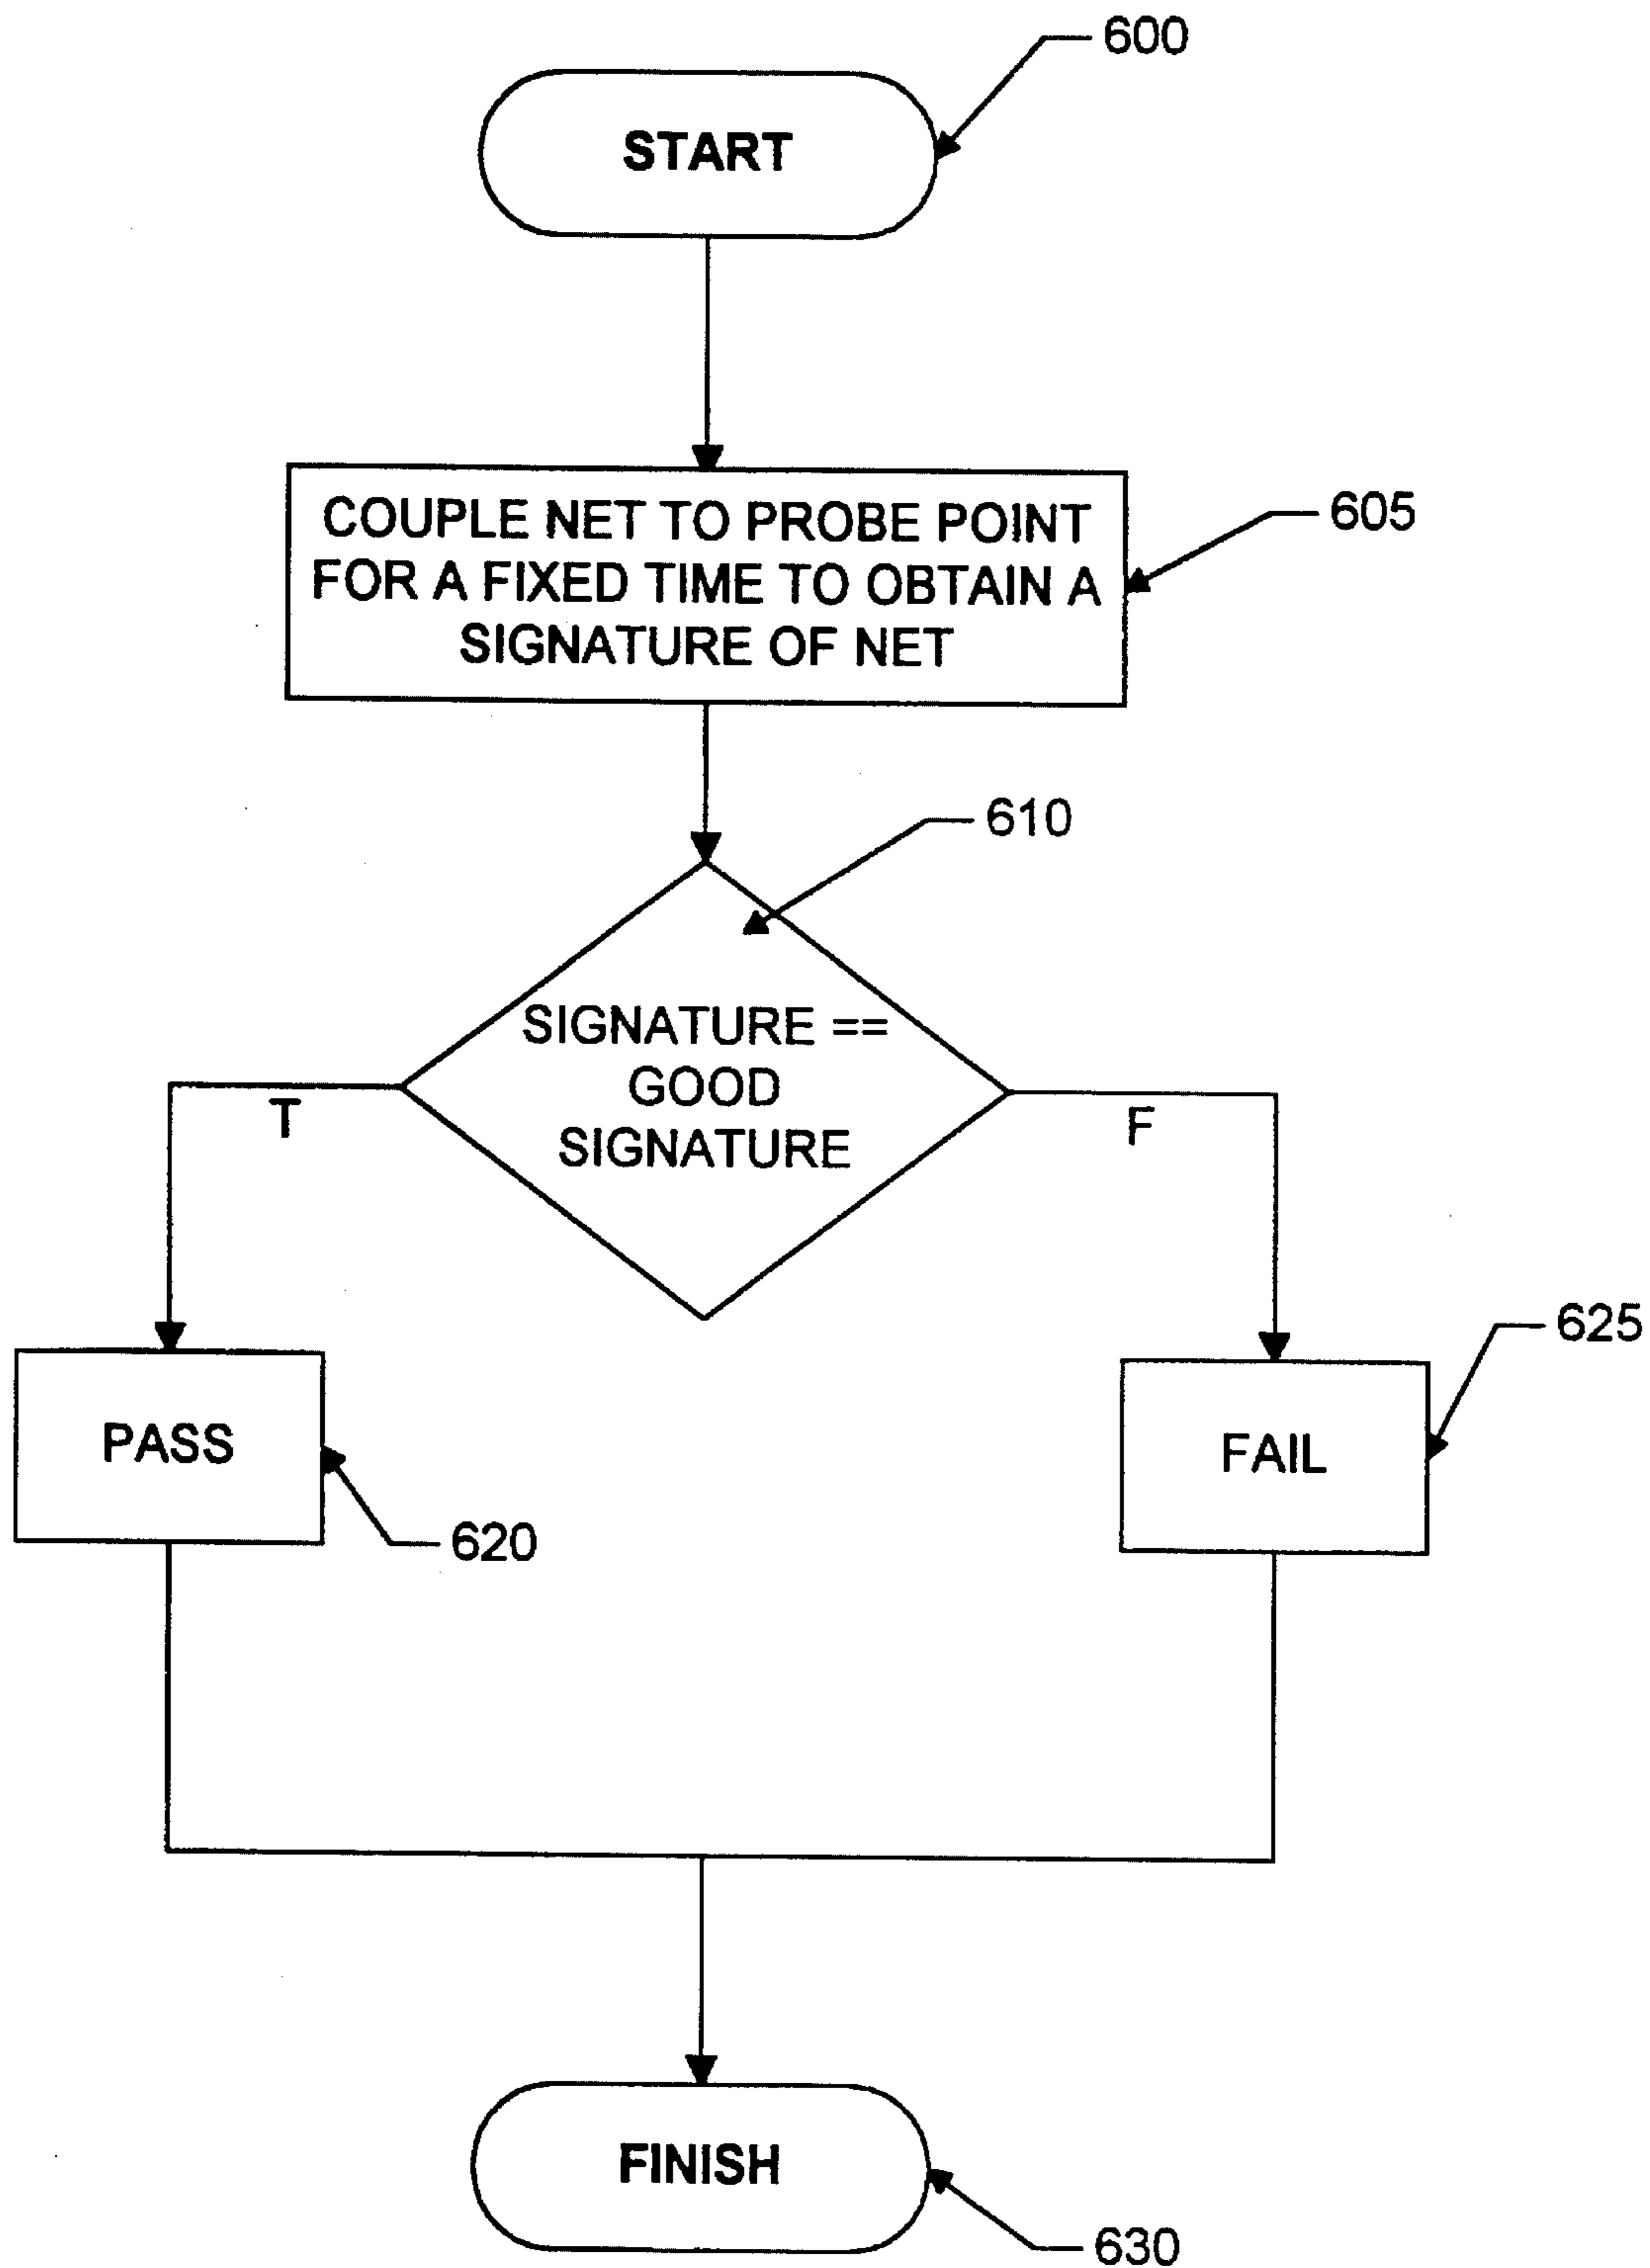 600
START
COUPLE NET TO PROBE POINT
FOR A FIXED TIME TO OBTAIN A
SIGNATURE OF NET
605
610
SIGNATURE ==
GOOD
SIGNATURE
T
F
625
PASS
FAIL
620
FINISH
630